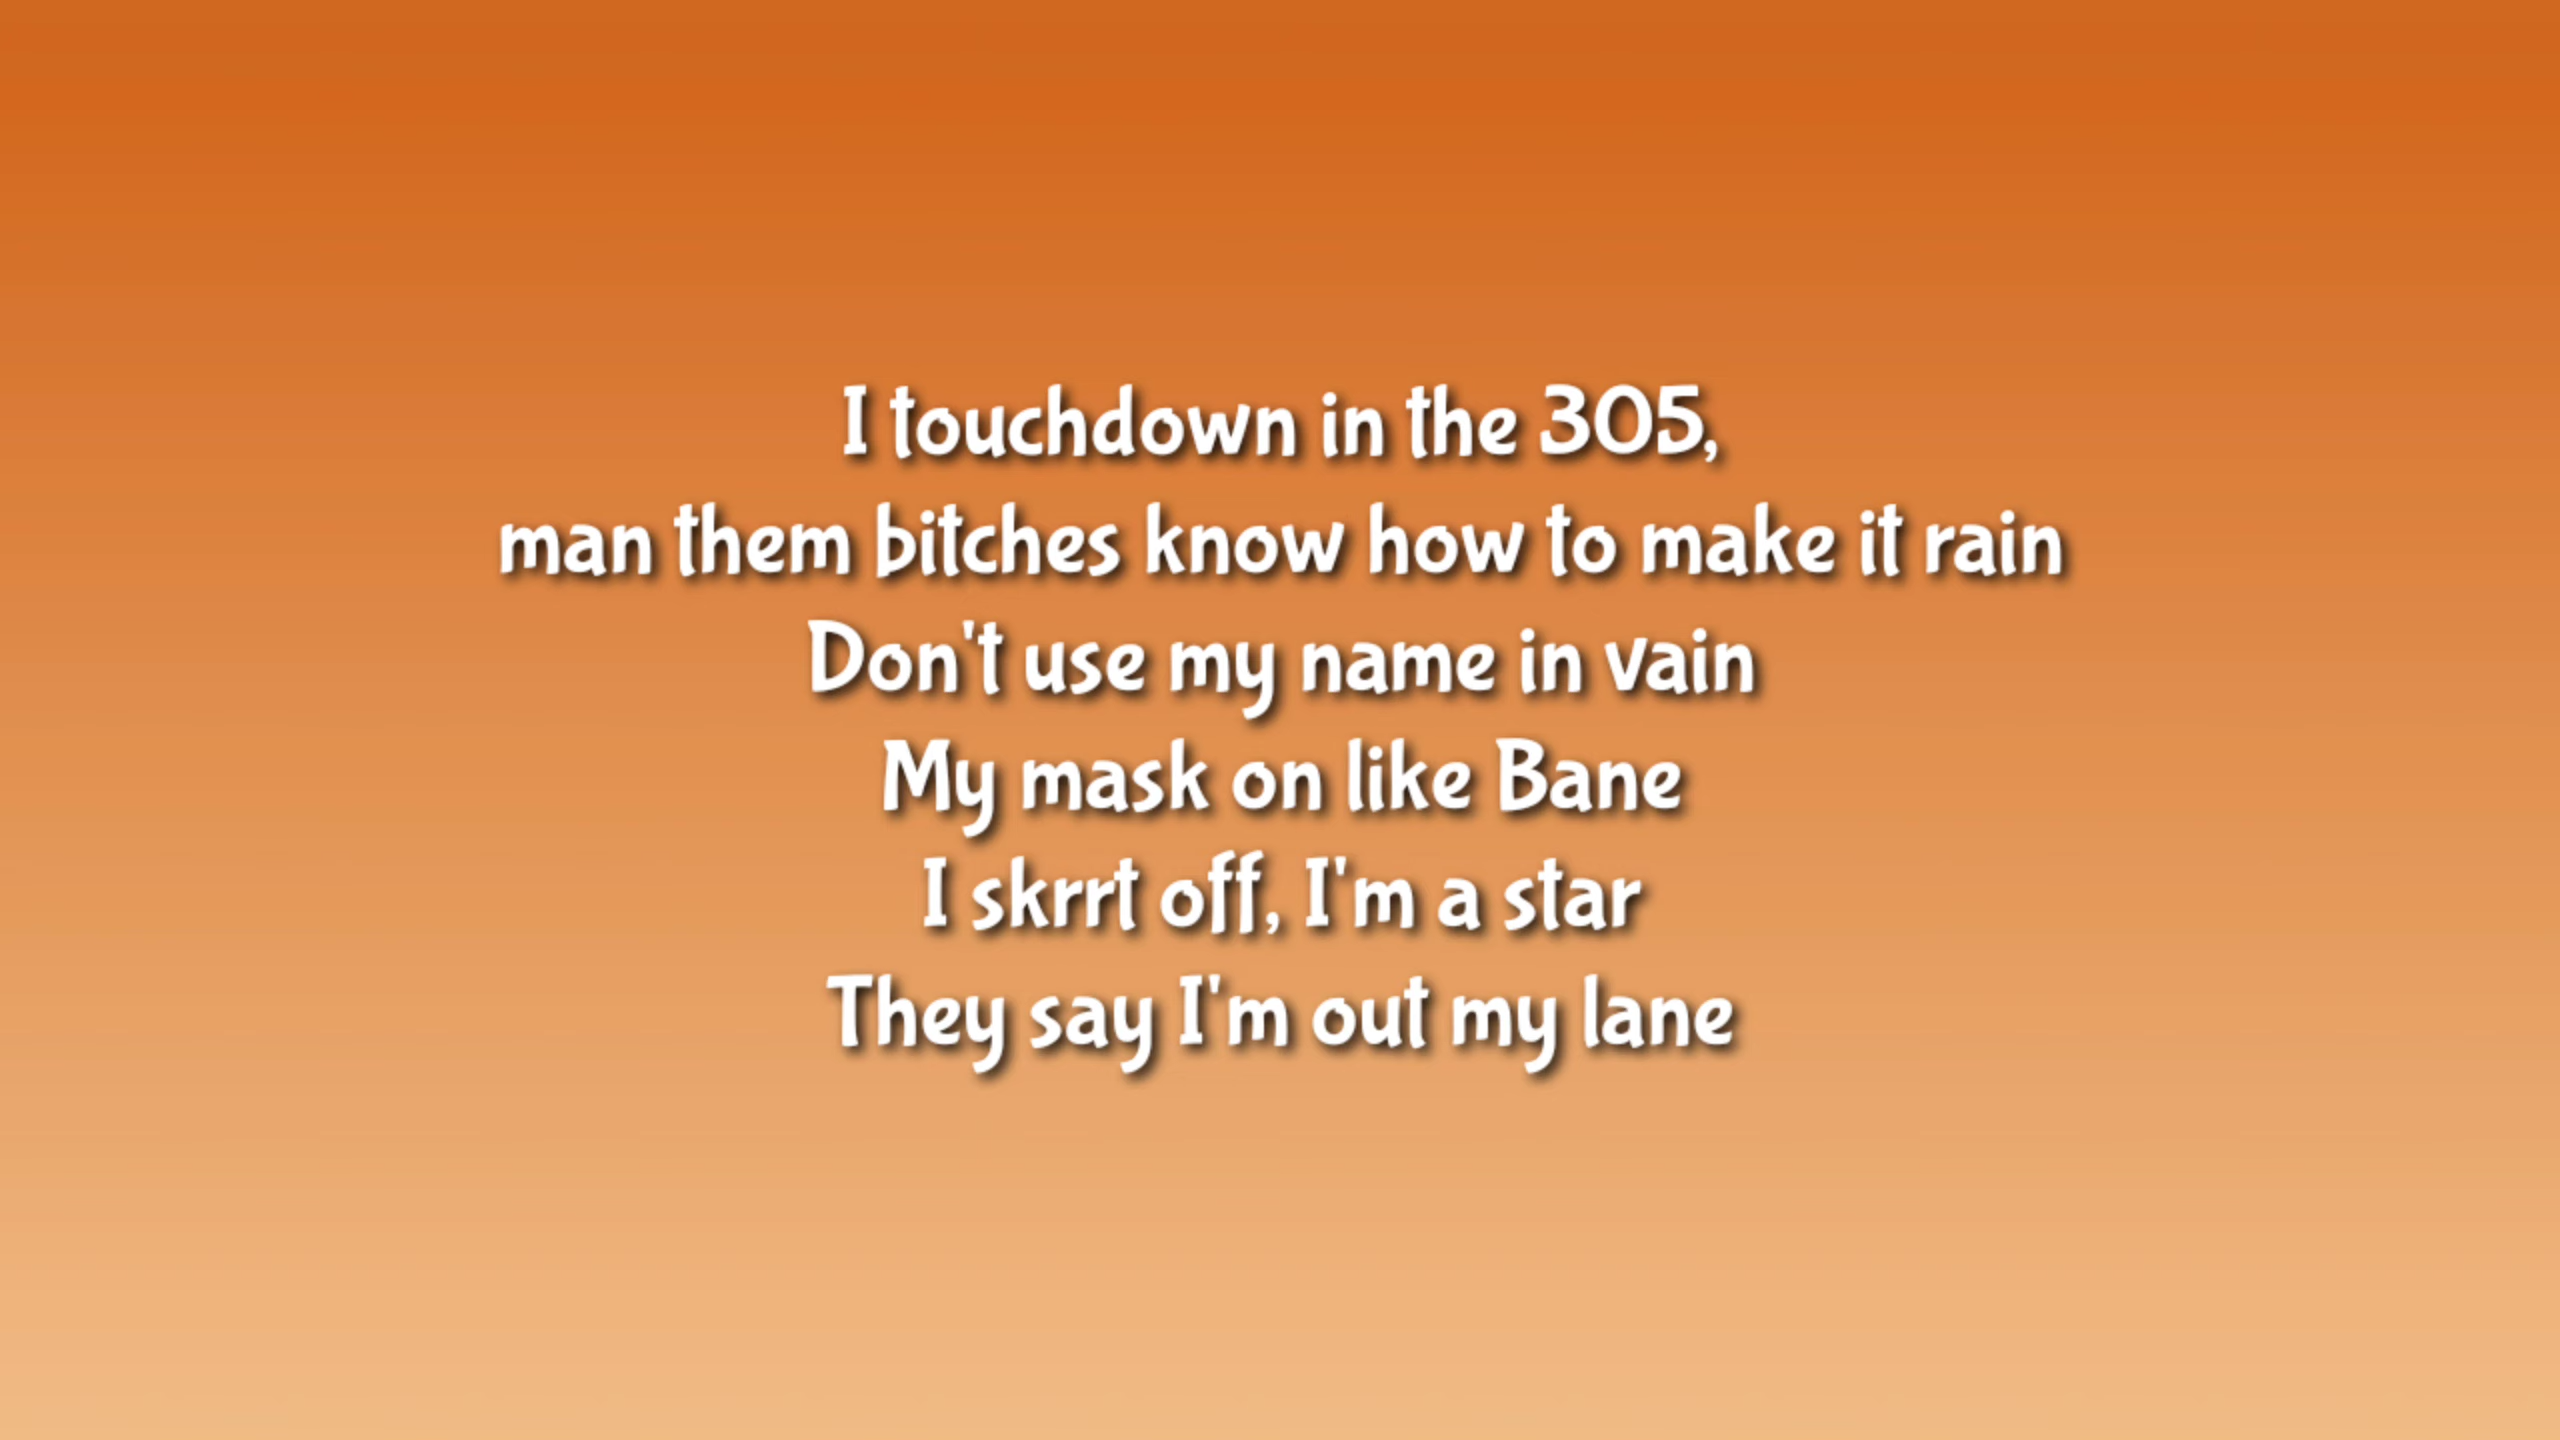 I touchdown in the 305,
man them bitches know how to make it rain
Don't use my name in vain
My mask on like Bane
I skrrt off, I'm a star
They say I'm out my lane